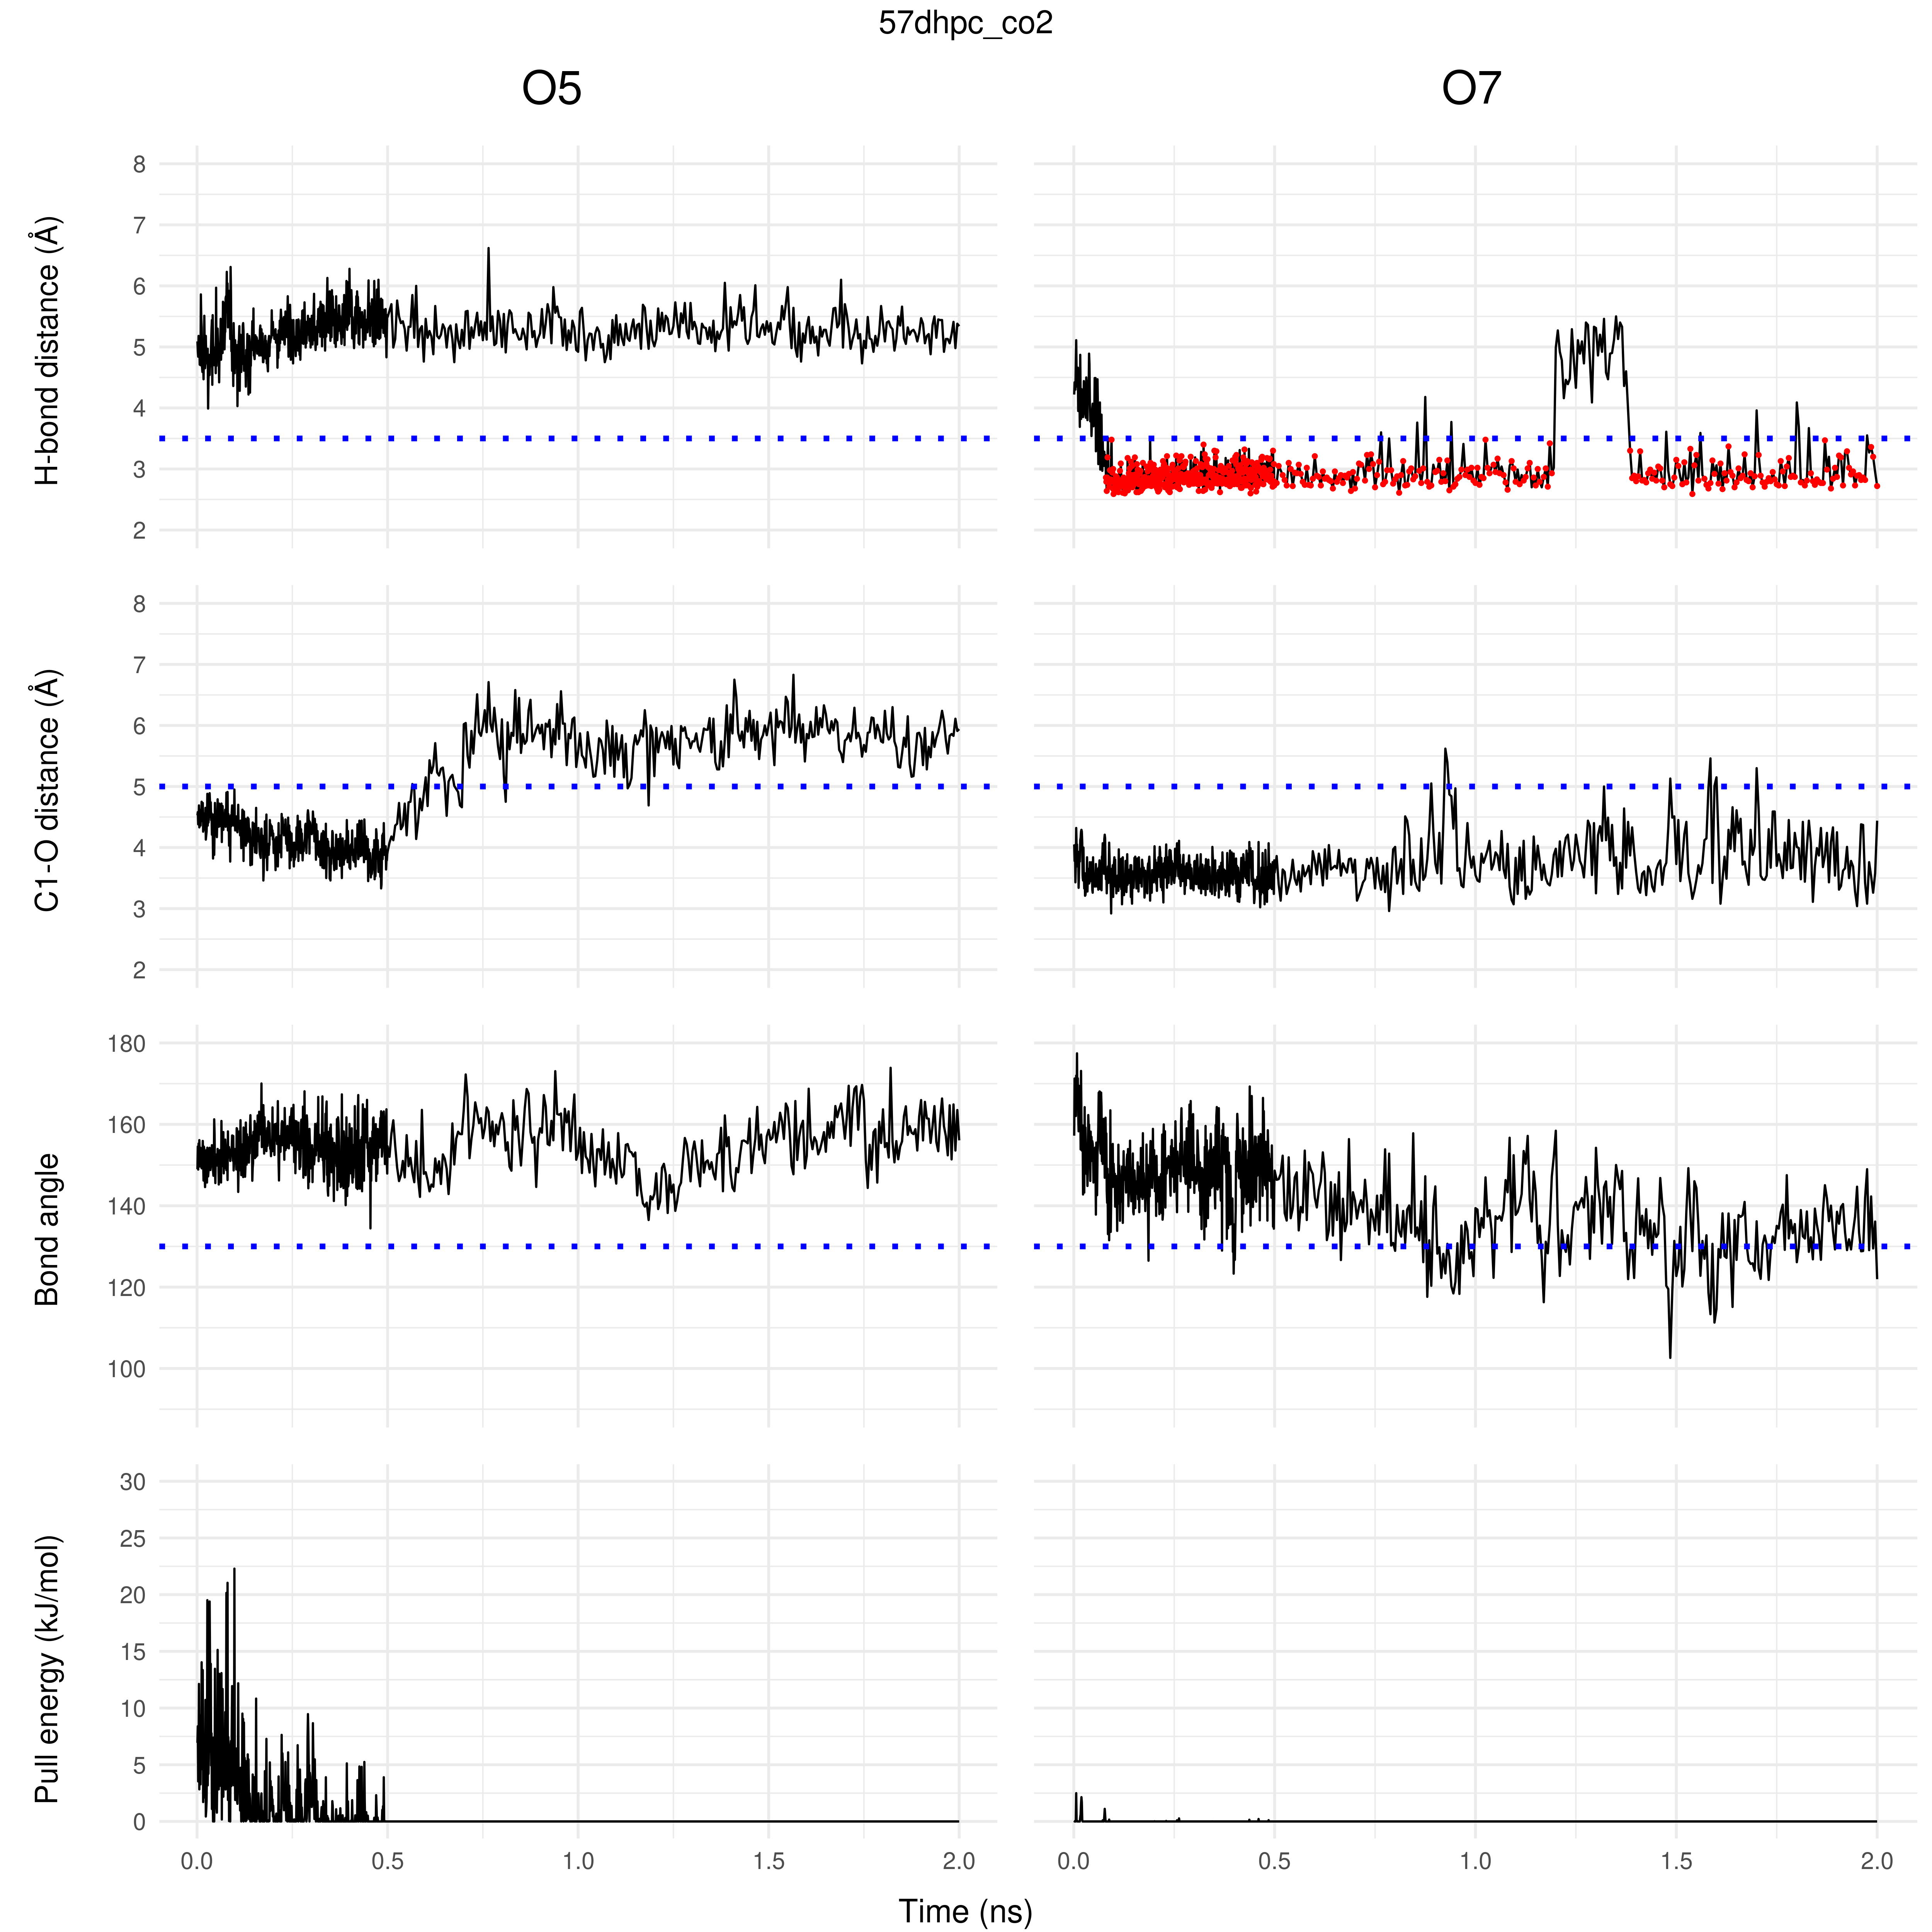 57dhpc_co2
O5
O7
H-bond distance (Å)
8
7
6
5
4
3
2
C1-O distance (Å)
8
7
6
5
4
3
2
Bond angle
180
160
140
120
100
Pull energy (kJ/mol)
30
25
20
15
10
5
0
0.0 0.5 1.0 1.5 2.0
0.0 0.5 1.0 1.5 2.0
Time (ns)